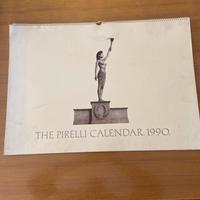 THE PIRELLI CALENDAR 1990.